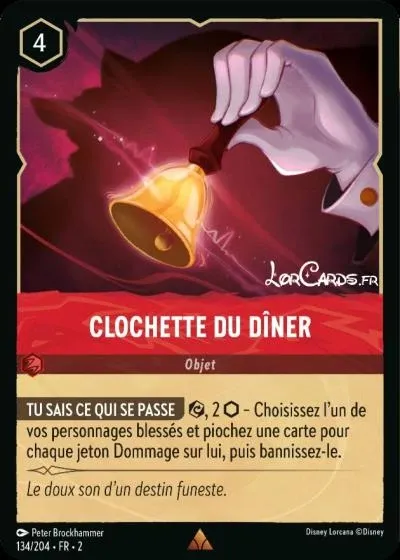 4
LORCARDS.FR
CLOCHETTE DU DÎNER
Objet
TU SAIS CE QUI SE PASSE , 2 - Choisissez l'un de
vos personnages blessés et piochez une carte pour
chaque jeton Dommage sur lui, puis bannissez-le.
Le doux son d'un destin funeste.
Peter Brockhammer
134/204 • FR • 2
Disney Lorcana ©Disney